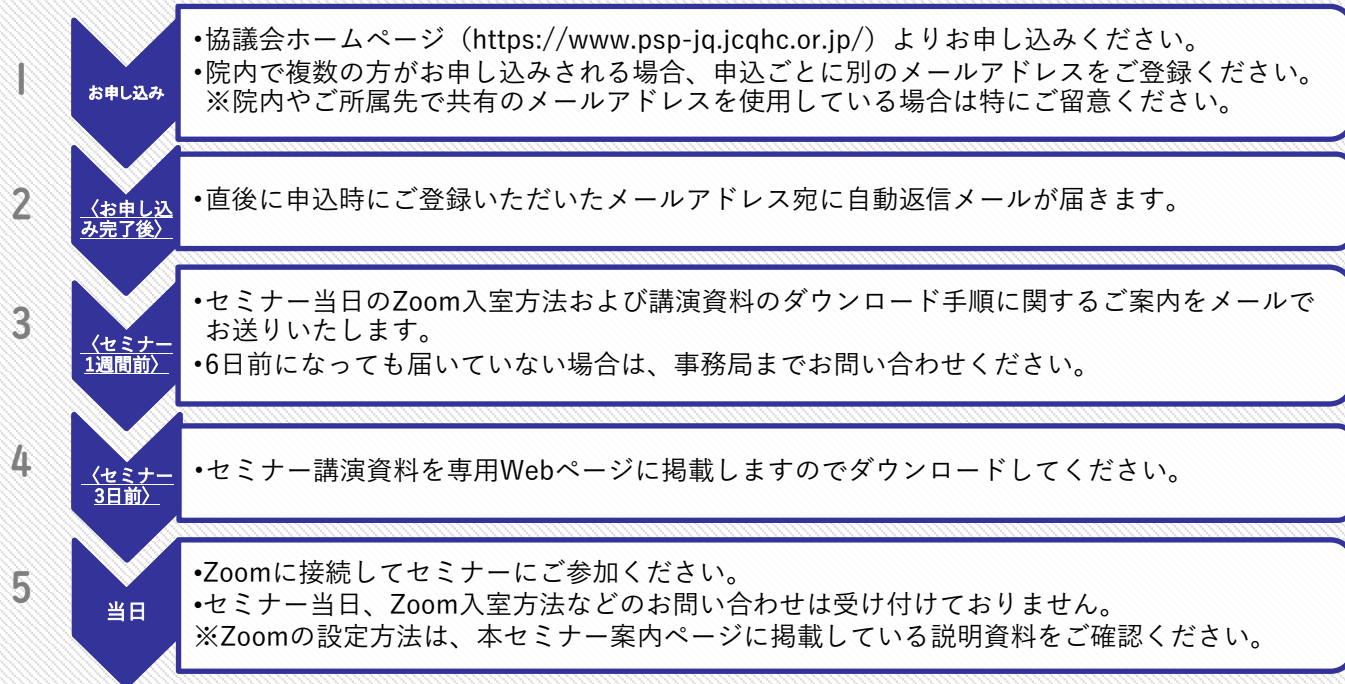 1
お申し込み
•協議会ホームページ（https://www.psp-jq.jcqhc.or.jp/）よりお申し込みください。
•院内で複数の方がお申し込みされる場合、申込ごとに別のメールアドレスをご登録ください。
※院内やご所属先で共有のメールアドレスを使用している場合は特にご留意ください。
2
〈お申し込
み完了後〉
•直後に申込時にご登録いただいたメールアドレス宛に自動返信メールが届きます。
3
〈セミナー
1週間前〉
•セミナー当日のZoom入室方法および講演資料のダウンロード手順に関するご案内をメールで
お送りいたします。
•6日前になっても届いていない場合は、事務局までお問い合わせください。
4
〈セミナー
3日前〉
•セミナー講演資料を専用Webページに掲載しますのでダウンロードしてください。
5
当日
•Zoomに接続してセミナーにご参加ください。
•セミナー当日、Zoom入室方法などのお問い合わせは受け付けておりません。
※Zoomの設定方法は、本セミナー案内ページに掲載している説明資料をご確認ください。